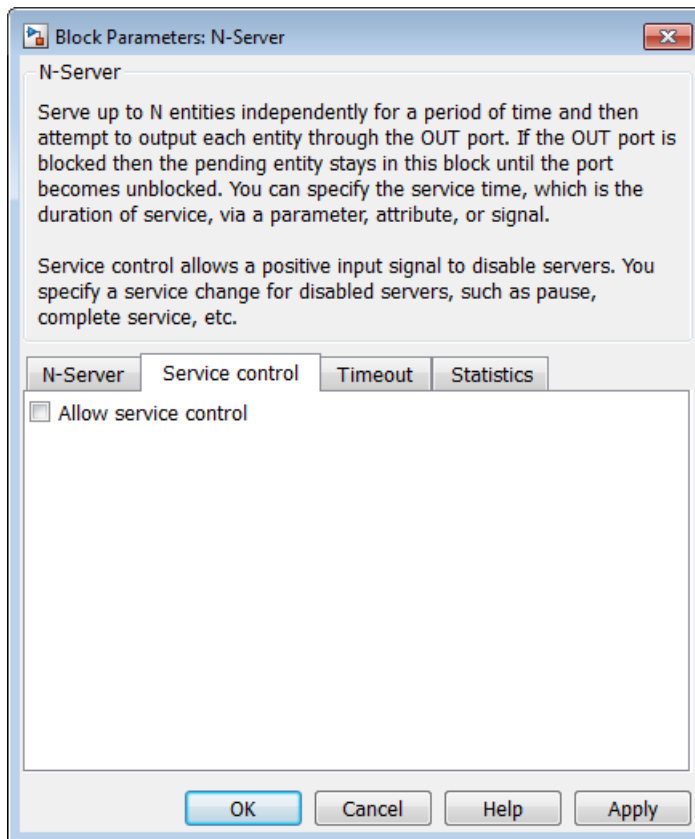 Block Parameters: N-Server
N-Server
Serve up to N entities independently for a period of time and then
attempt to output each entity through the OUT port. If the OUT port is
blocked then the pending entity stays in this block until the port
becomes unblocked. You can specify the service time, which is the
duration of service, via a parameter, attribute, or signal.
Service control allows a positive input signal to disable servers. You
specify a service change for disabled servers, such as pause,
complete service, etc.
N-Server Service control Timeout Statistics
Allow service control
OK Cancel Help Apply